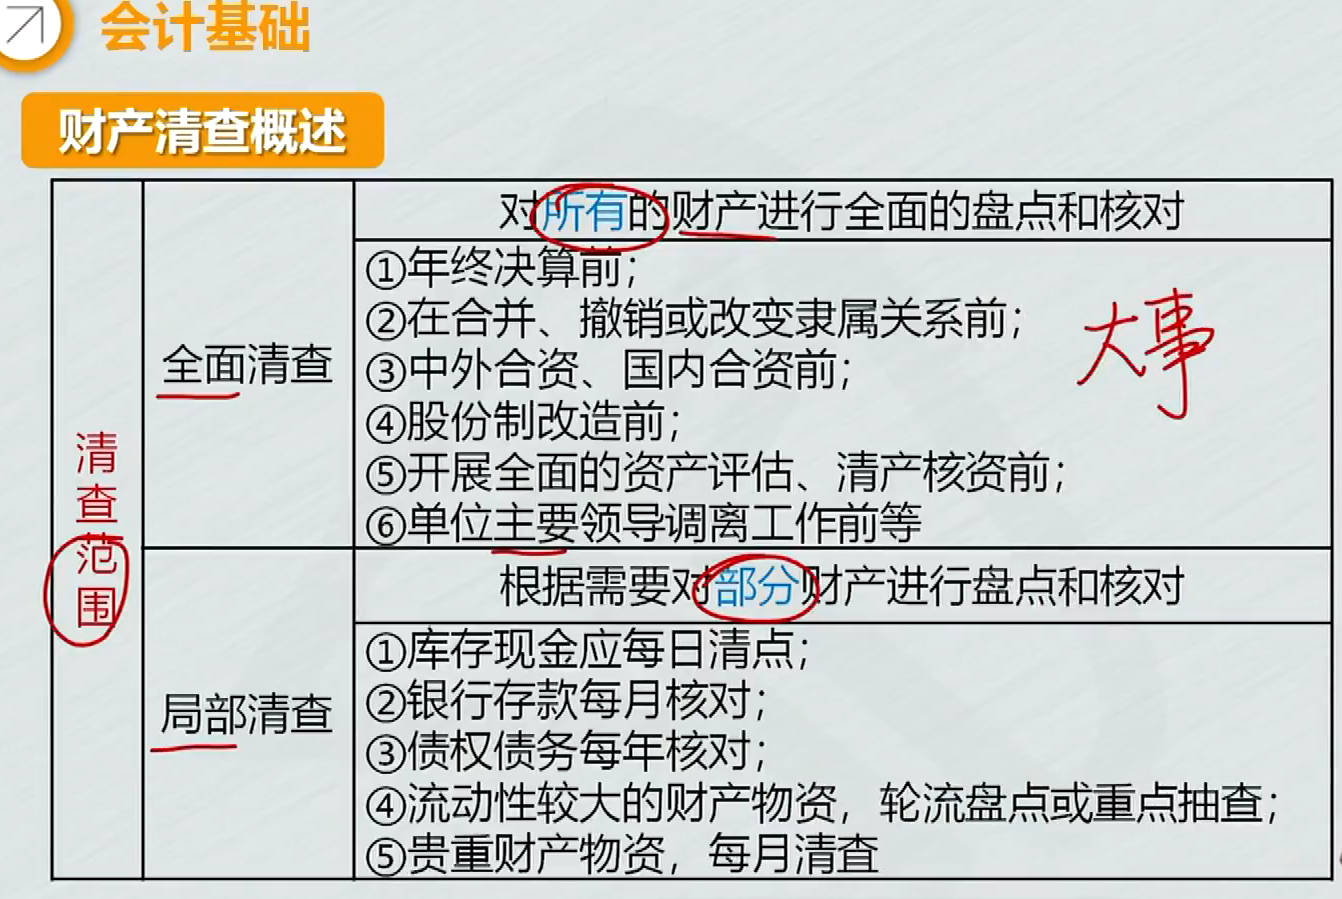 会计基础
财产清查概述
清查范围
全面清查
对所有的财产进行全面的盘点和核对
①年终决算前；
②在合并、撤销或改变隶属关系前；
③中外合资、国内合资前；
④股份制改造前；
⑤开展全面的资产评估、清产核资前；
⑥单位主要领导调离工作前等
大事
局部清查
根据需要对部分财产进行盘点和核对
①库存现金应每日清点；
②银行存款每月核对；
③债权债务每年核对；
④流动性较大的财产物资，轮流盘点或重点抽查；
⑤贵重财产物资，每月清查